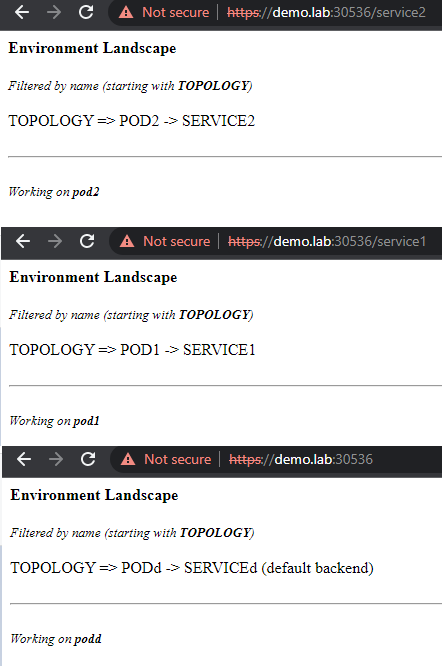 Not secure https://demo.lab:30536/service2
Environment Landscape
Filtered by name (starting with TOPOLOGY)
TOPOLOGY => POD2 -> SERVICE2
Working on pod2
Not secure https://demo.lab:30536/service1
Environment Landscape
Filtered by name (starting with TOPOLOGY)
TOPOLOGY => POD1 -> SERVICE1
Working on pod1
Not secure https://demo.lab:30536
Environment Landscape
Filtered by name (starting with TOPOLOGY)
TOPOLOGY => PODd -> SERVICEd (default backend)
Working on podd